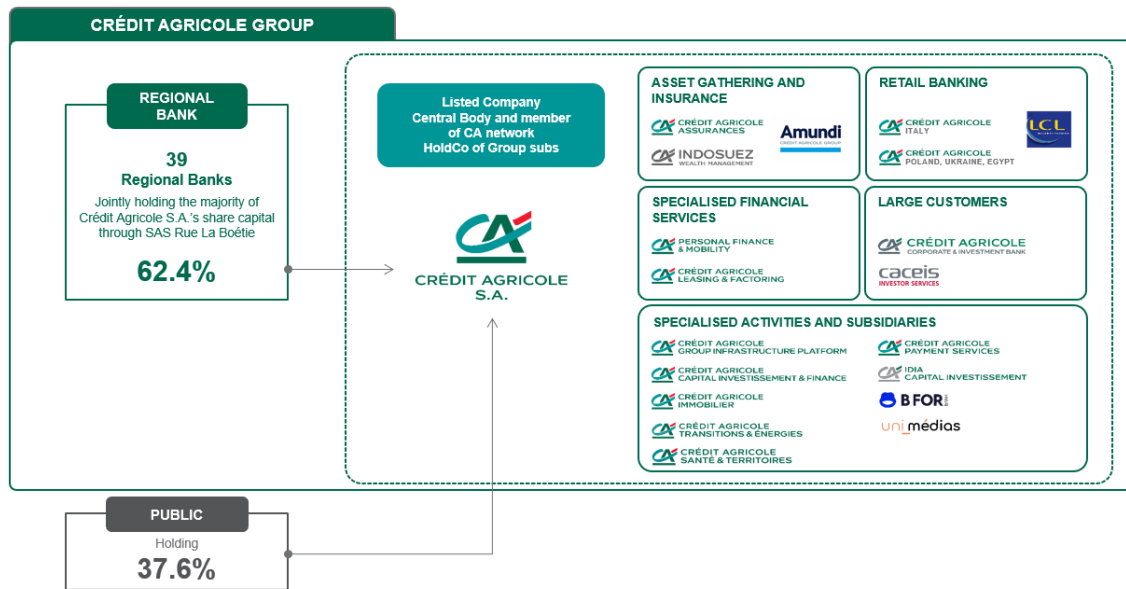 CRÉDIT AGRICOLE GROUP
REGIONAL
BANK
39
Regional Banks
Jointly holding the majority of
Crédit Agricole S.A.'s share capital
through SAS Rue La Boétie
62.4%
Listed Company
Central Body and member
of CA network
HoldCo of Group subs
CRÉDIT AGRICOLE
S.A.
ASSET GATHERING AND
INSURANCE
CRÉDIT AGRICOLE
ASSURANCES
Amundi
CRÉDIT AGRICOLE GROUP
INDOSUEZ
WEALTH MANAGEMENT
RETAIL BANKING
CRÉDIT AGRICOLE
ITALY
LCL
CRÉDIT AGRICOLE
POLAND, UKRAINE, EGYPT
SPECIALISED FINANCIAL
SERVICES
PERSONAL FINANCE
& MOBILITY
CRÉDIT AGRICOLE
LEASING & FACTORING
LARGE CUSTOMERS
CRÉDIT AGRICOLE
CORPORATE & INVESTMENT BANK
caceis
INVESTOR SERVICES
SPECIALISED ACTIVITIES AND SUBSIDIARIES
CRÉDIT AGRICOLE
GROUP INFRASTRUCTURE PLATFORM
CRÉDIT AGRICOLE
CAPITAL INVESTISSEMENT & FINANCE
CRÉDIT AGRICOLE
IMMOBILIER
CRÉDIT AGRICOLE
TRANSITIONS & ÉNERGIES
CRÉDIT AGRICOLE
SANTÉ & TERRITOIRES
CRÉDIT AGRICOLE
PAYMENT SERVICES
IDIA
CAPITAL INVESTISSEMENT
B FOR
uni_médias
PUBLIC
Holding
37.6%